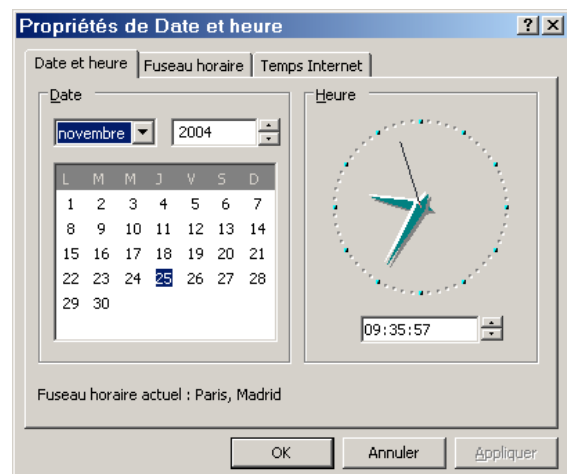 Propriétés de Date et heure
Date et heure Fuseau horaire Temps Internet
Date
novembre 2004
L M M J V S D
1 2 3 4 5 6 7
8 9 10 11 12 13 14
15 16 17 18 19 20 21
22 23 24 25 26 27 28
29 30
Heure
09:35:57
Fuseau horaire actuel : Paris, Madrid
OK Annuler Appliquer